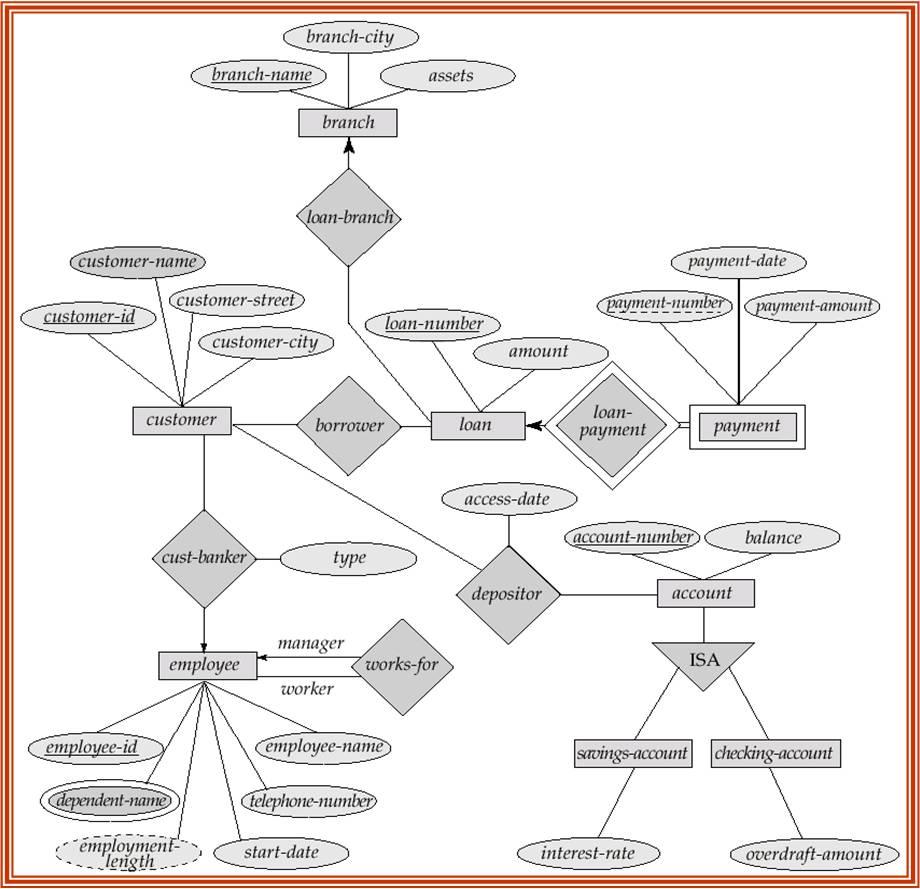 branch-city
branch-name
assets
branch
loan-branch
customer-name
customer-street
customer-id
customer-city
payment-date
payment-number
payment-amount
loan-number
amount
customer
borrower
loan
loan-
payment
payment
access-date
cust-banker
type
account-number
balance
depositor
account
manager
employee
works-for
worker
ISA
employee-id
employee-name
savings-account
checking-account
dependent-name
telephone-number
employment-
length
start-date
interest-rate
overdraft-amount